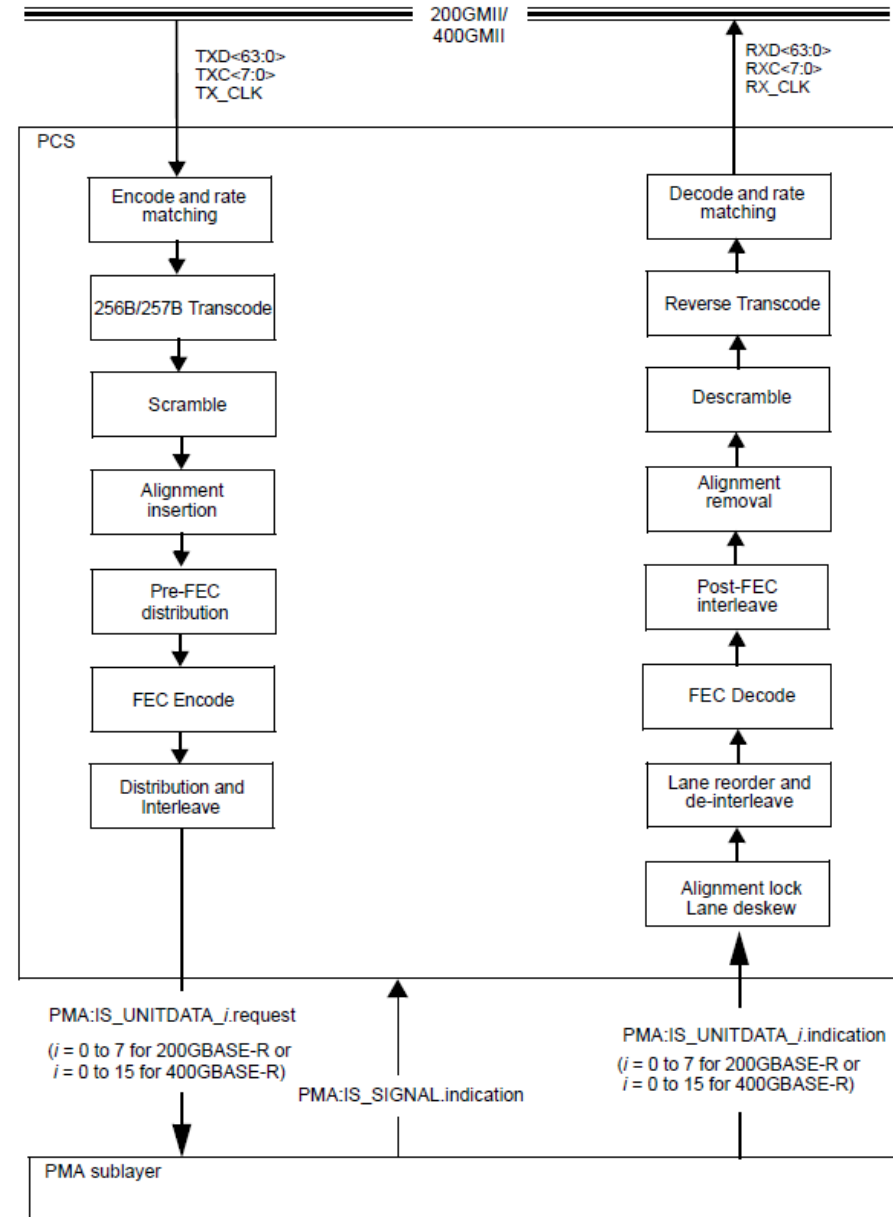 200GMII/
400GMII
TXD<63:0>
TXC<7:0>
TX_CLK
RXD<63:0>
RXC<7:0>
RX_CLK
PCS
Encode and rate
matching
256B/257B Transcode
Scramble
Alignment
insertion
Pre-FEC
distribution
FEC Encode
Distribution and
Interleave
Decode and rate
matching
Reverse Transcode
Descramble
Alignment
removal
Post-FEC
interleave
FEC Decode
Lane reorder and
de-interleave
Alignment lock
Lane deskew
PMA:IS_UNITDATA_i.request
(i = 0 to 7 for 200GBASE-R or
i = 0 to 15 for 400GBASE-R)
PMA:IS_SIGNAL.indication
PMA:IS_UNITDATA_i.indication
(i = 0 to 7 for 200GBASE-R or
i = 0 to 15 for 400GBASE-R)
PMA sublayer